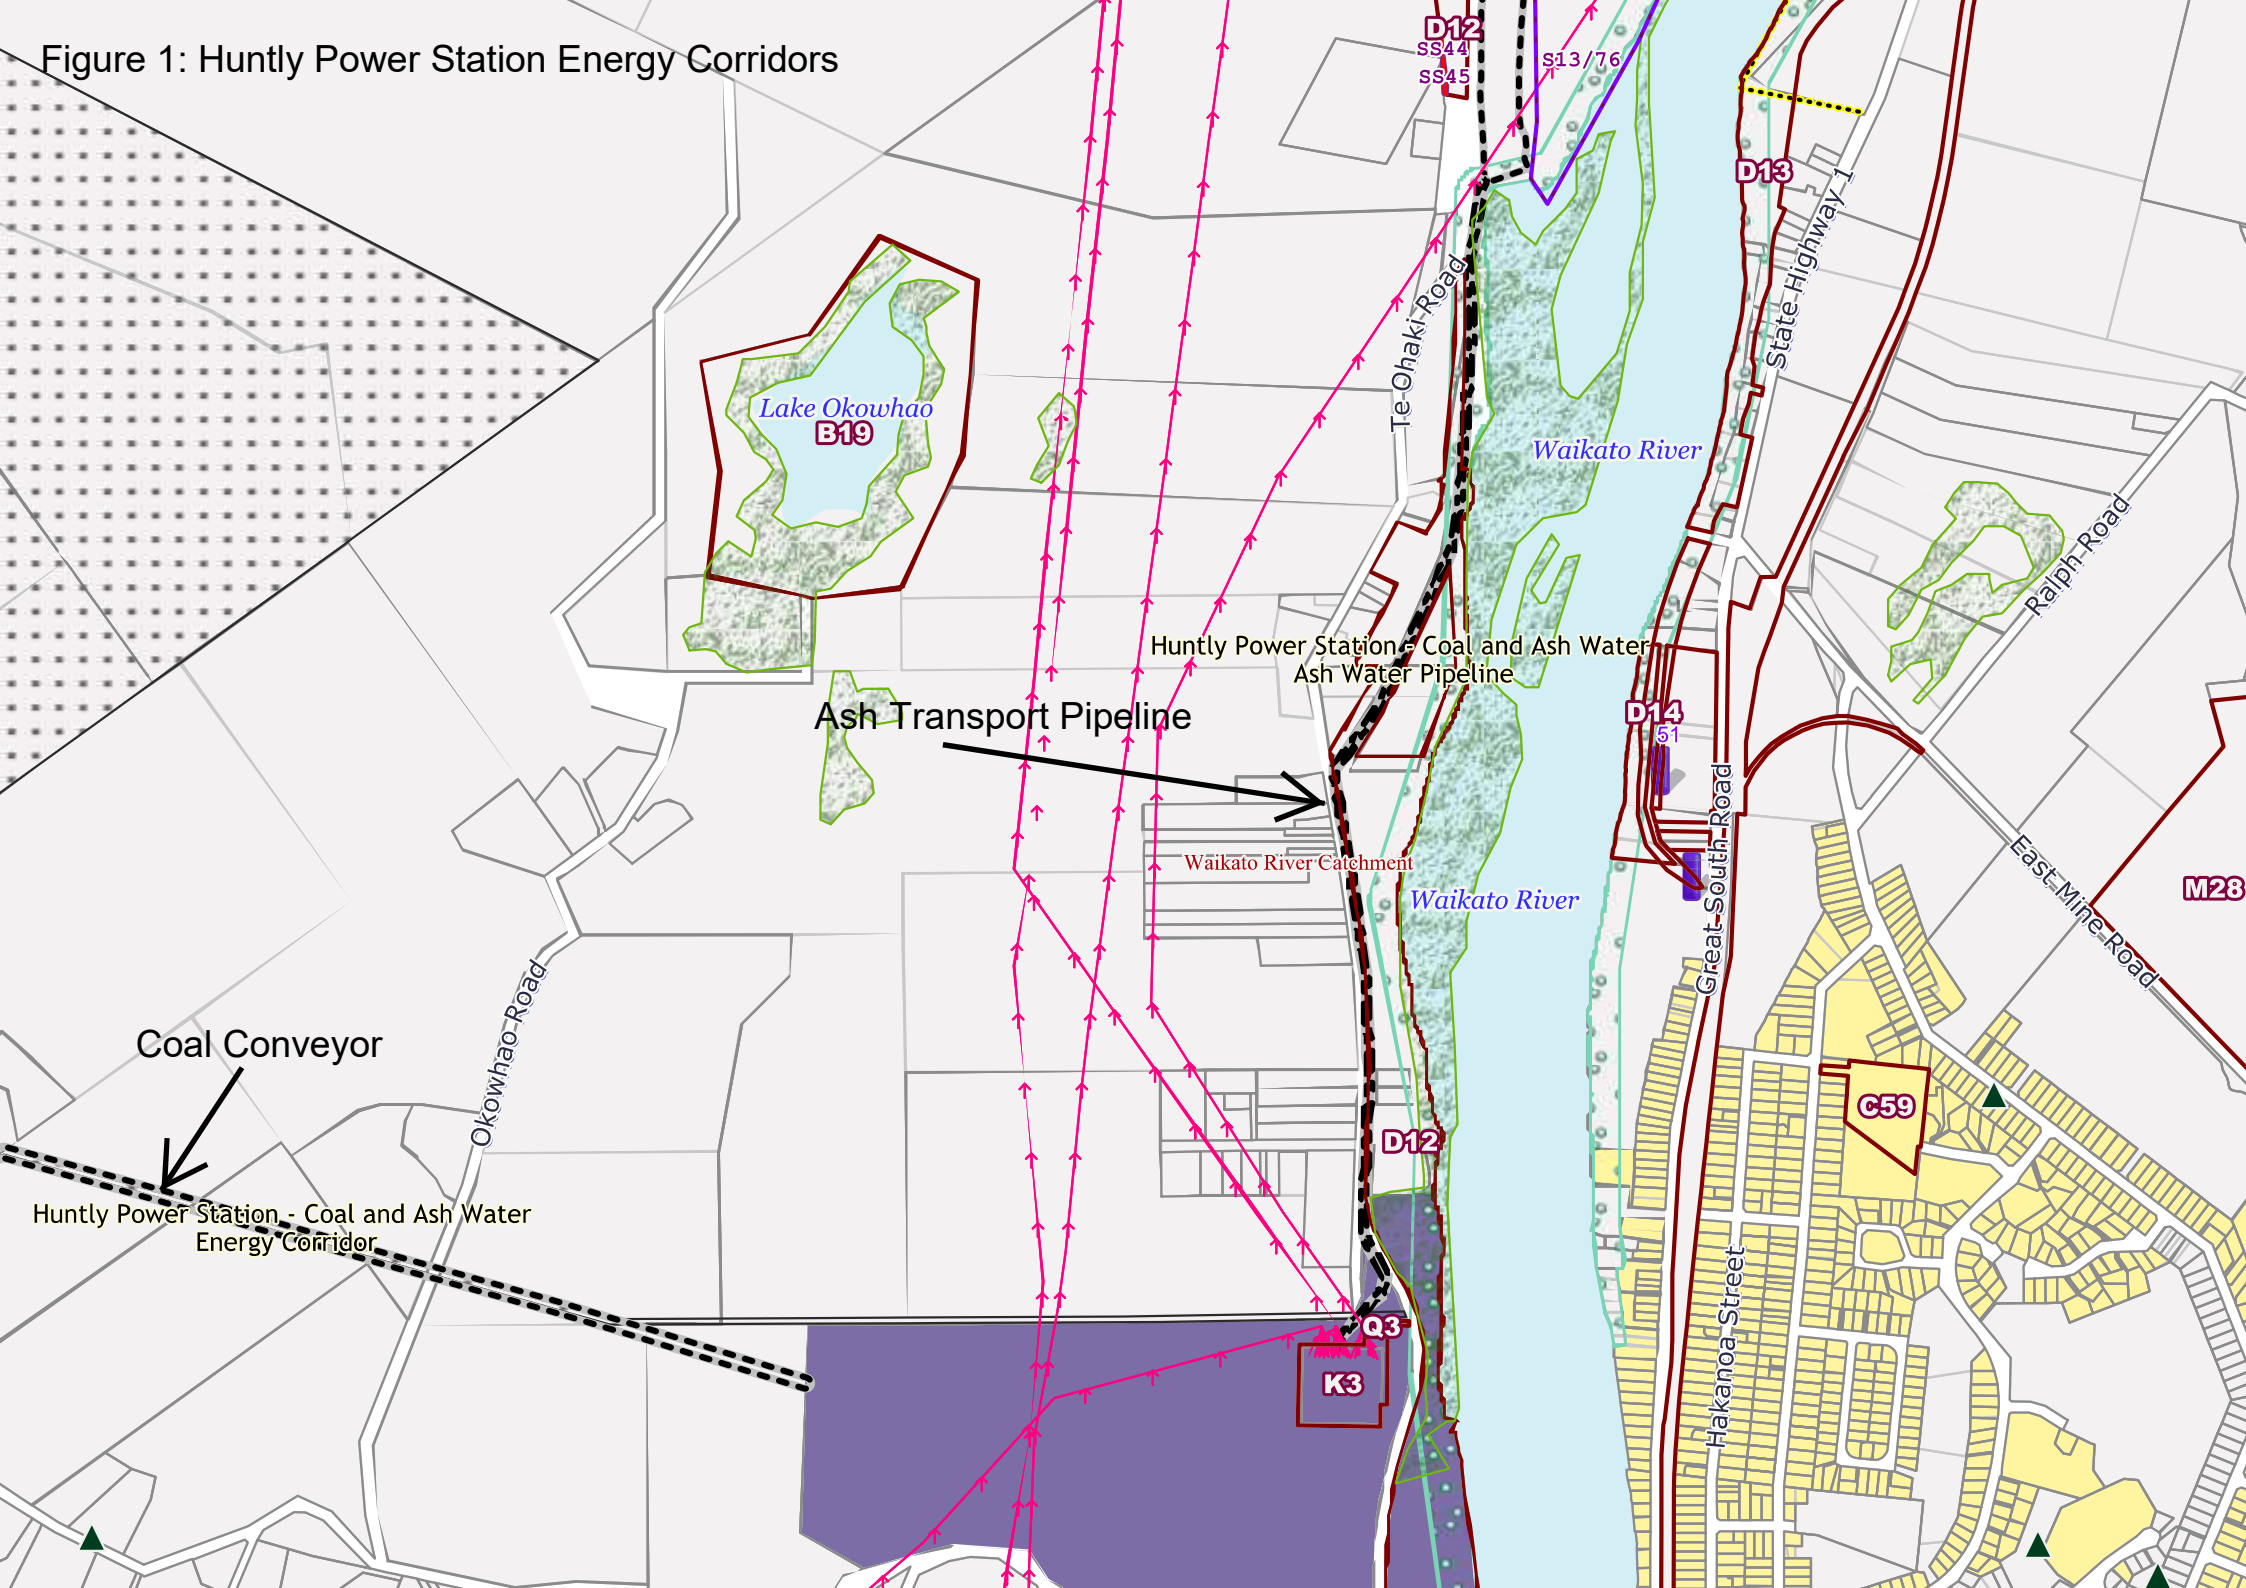 Figure 1: Huntly Power Station Energy Corridors
D12
SS44
SS45
S13/76
D13
State Highway 1
Te Ohaki Road
Lake Okowhao
B19
Waikato River
Ralph Road
Huntly Power Station - Coal and Ash Water
Ash Water Pipeline
Ash Transport Pipeline
D14
51
Waikato River Catchment
Waikato River
Great South Road
East Mine Road
M28
Okowhao Road
Coal Conveyor
C59
D12
Huntly Power Station - Coal and Ash Water
Energy Corridor
Hakanoa Street
Q3
K3